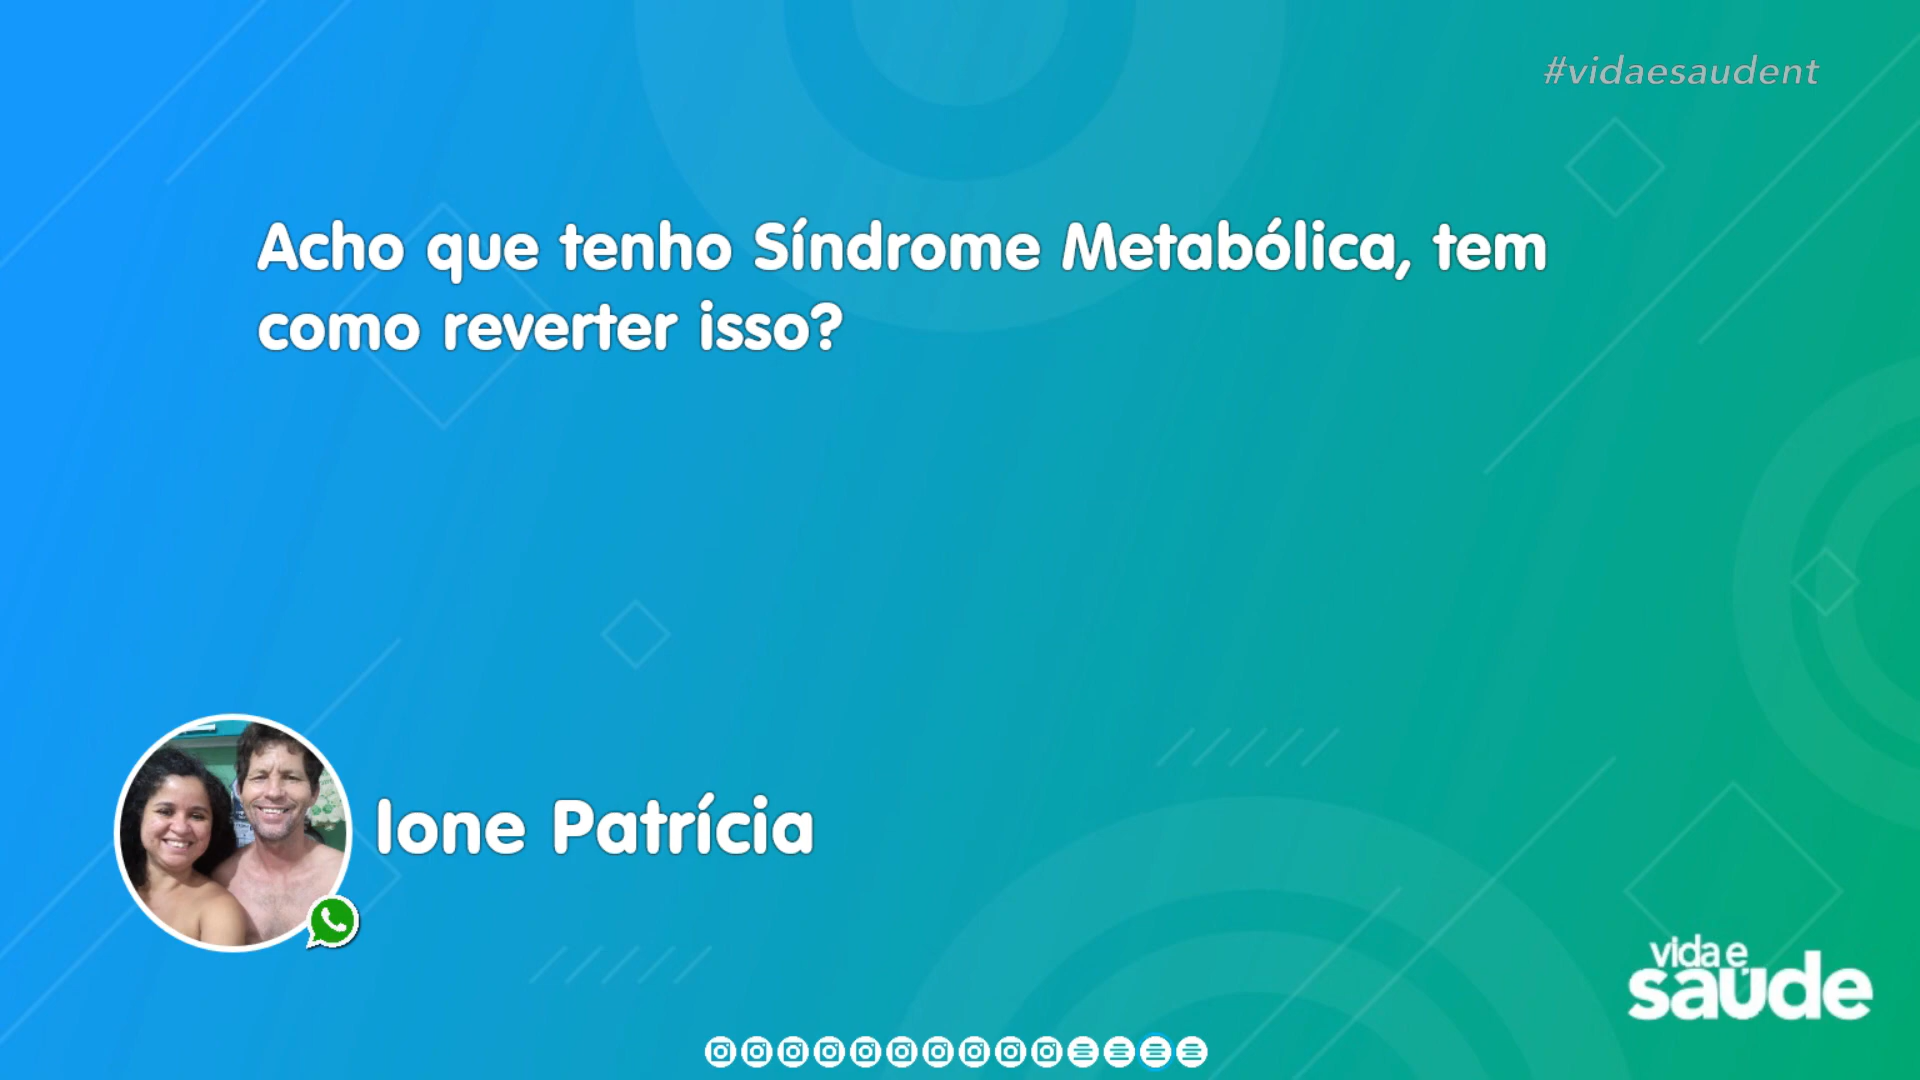 #vidaesaudent
Acho que tenho Síndrome Metabólica, tem
como reverter isso?
Ione Patrícia
vida e
saúde